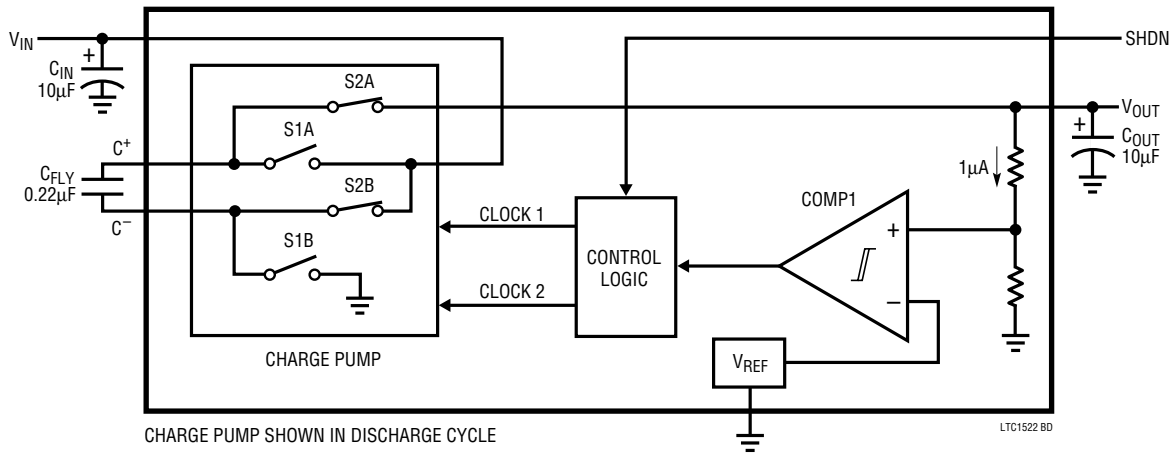 V_IN
+
C_IN
10µF
C+
C_FLY
0.22µF
C−
S2A
S1A
S2B
S1B
CHARGE PUMP
CLOCK 1
CLOCK 2
CONTROL
LOGIC
COMP1
+
−
V_REF
1µA
SHDN
V_OUT
+
C_OUT
10µF
CHARGE PUMP SHOWN IN DISCHARGE CYCLE
LTC1522 BD